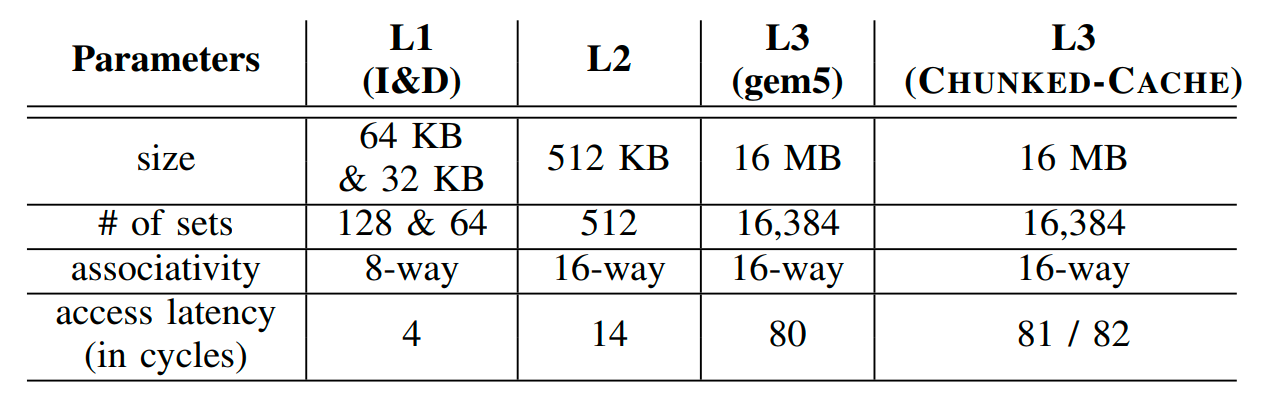 Parameters L1 (I&D) L2 L3 (gem5) L3 (CHUNKED-CACHE)
size 64 KB & 32 KB 512 KB 16 MB 16 MB
# of sets 128 & 64 512 16,384 16,384
associativity 8-way 16-way 16-way 16-way
access latency (in cycles) 4 14 80 81 / 82